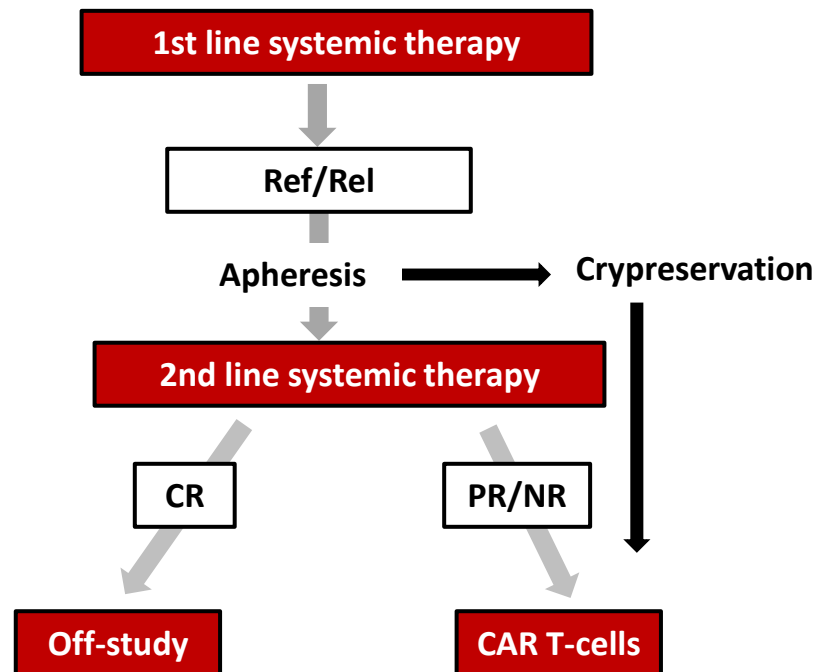 1st line systemic therapy
Ref/Rel
Apheresis
Crypreservation
2nd line systemic therapy
CR
PR/NR
Off-study
CAR T-cells